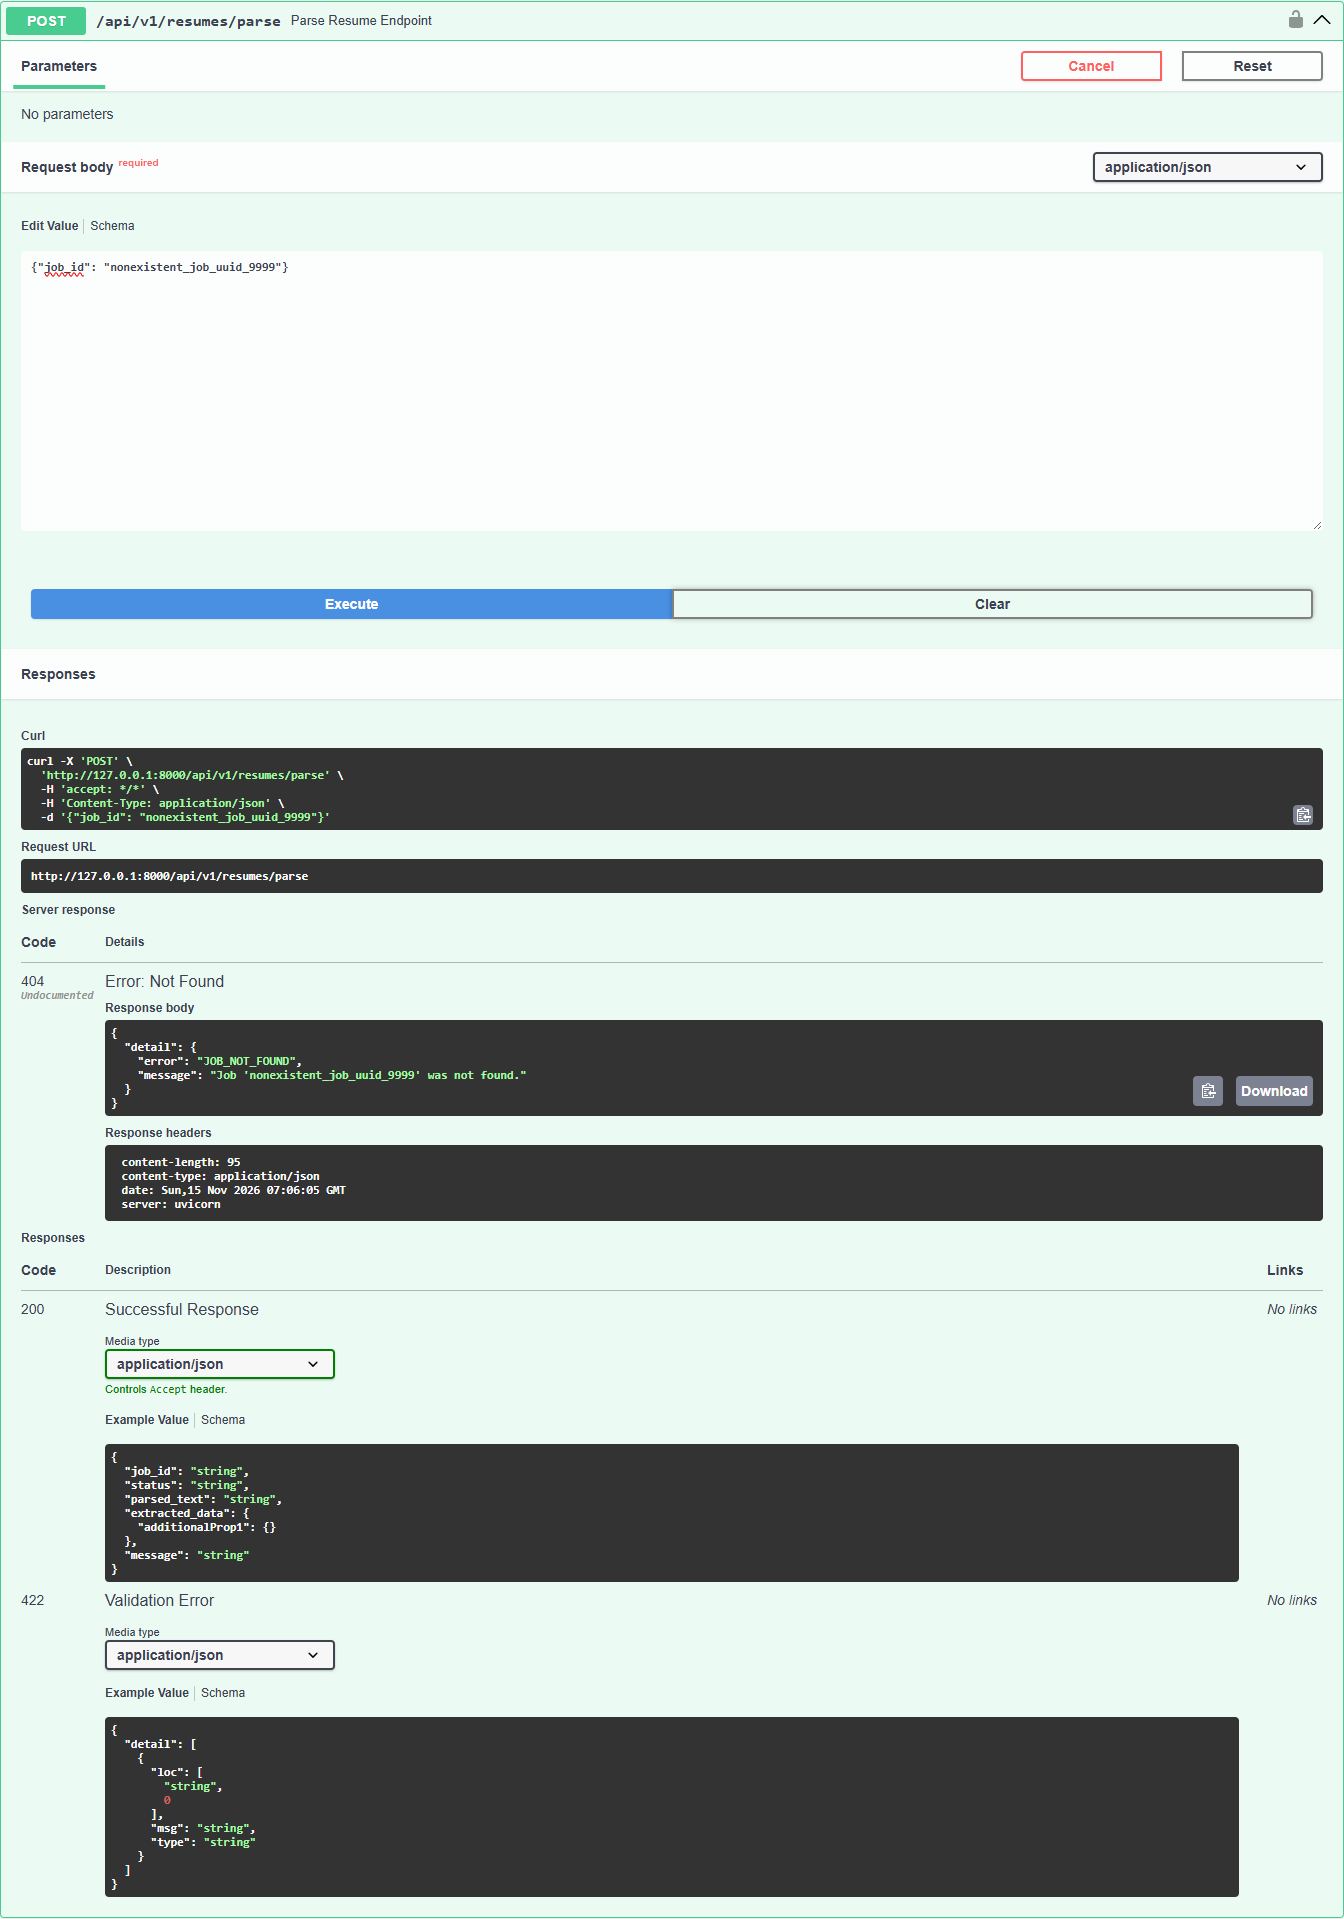 POST /api/v1/resumes/parse Parse Resume Endpoint
Parameters
Cancel
Reset
No parameters
Request body required
application/json
Edit Value | Schema
{"job_id": "nonexistent_job_uuid_9999"}
Execute
Clear
Responses
Curl
curl -X 'POST' \
  'http://127.0.0.1:8000/api/v1/resumes/parse' \
  -H 'accept: */*' \
  -H 'Content-Type: application/json' \
  -d '{"job_id": "nonexistent_job_uuid_9999"}'
Request URL
http://127.0.0.1:8000/api/v1/resumes/parse
Server response
Code Details
404 Error: Not Found
Undocumented
Response body
{
  "detail": {
    "error": "JOB_NOT_FOUND",
    "message": "Job 'nonexistent_job_uuid_9999' was not found."
  }
}
Download
Response headers
content-length: 95
content-type: application/json
date: Sun,15 Nov 2026 07:06:05 GMT
server: uvicorn
Responses
Code Description Links
200 Successful Response No links
Media type
application/json
Controls Accept header.
Example Value | Schema
{
  "job_id": "string",
  "status": "string",
  "parsed_text": "string",
  "extracted_data": {
    "additionalProp1": {}
  },
  "message": "string"
}
422 Validation Error No links
Media type
application/json
Example Value | Schema
{
  "detail": [
    {
      "loc": [
        "string",
        0
      ],
      "msg": "string",
      "type": "string"
    }
  ]
}